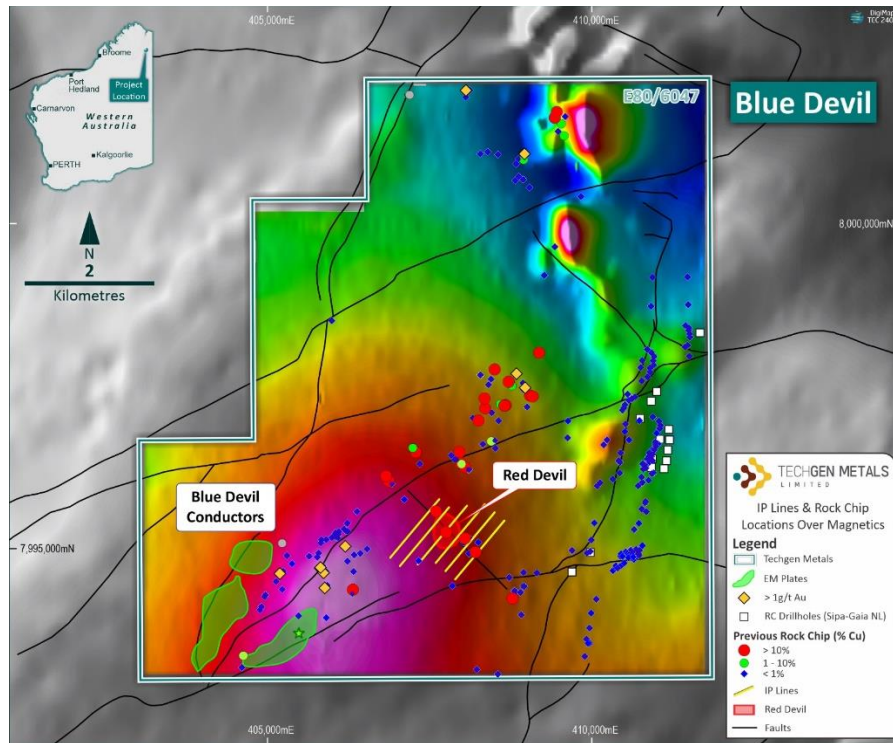 405,000mE
410,000mE
DigiMap
TEC 240
Broome
Port
Hedland
Project
Location
Carnarvon
Western
Australia
Kalgoorlie
PERTH
N
2
Kilometres
E80/6047
Blue Devil
8,000,000mN
Blue Devil
Conductors
Red Devil
7,995,000mN
405,000mE
410,000mE
TECHGEN METALS
LIMITED
IP Lines & Rock Chip
Locations Over Magnetics
Legend
Techgen Metals
EM Plates
> 1g/t Au
RC Drillholes (Sipa-Gaia NL)
Previous Rock Chip (% Cu)
> 10%
1 - 10%
< 1%
IP Lines
Red Devil
Faults